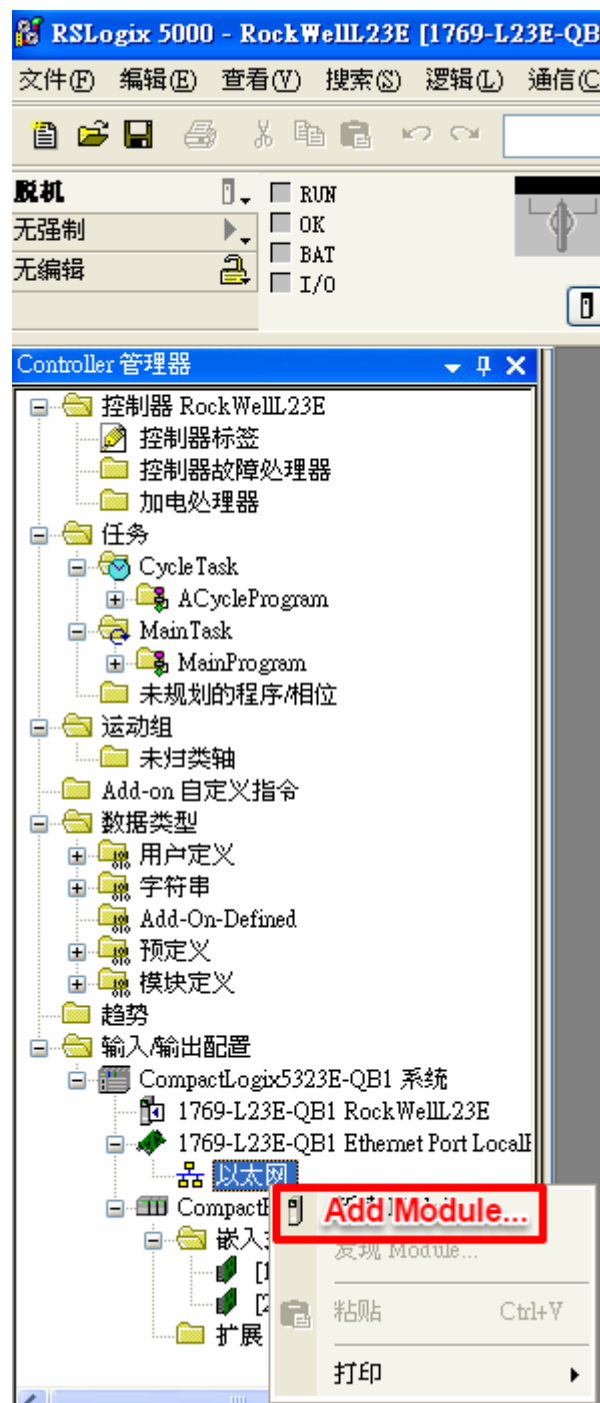 RSLogix 5000 - RockWellL23E [1769-L23E-QB
文件(F) 编辑(E) 查看(V) 搜索(S) 逻辑(L) 通信(C
脱机
RUN
无强制
OK
无编辑
BAT
I/O
Controller 管理器
控制器 RockWellL23E
控制器标签
控制器故障处理器
加电处理器
任务
CycleTask
ACycleProgram
MainTask
MainProgram
未规划的程序/相位
运动组
未归类轴
Add-on 自定义指令
数据类型
用户定义
字符串
Add-On-Defined
预定义
模块定义
趋势
输入/输出配置
CompactLogix5323E-QB1 系统
1769-L23E-QB1 RockWellL23E
1769-L23E-QB1 Ethernet Port LocalE
以太网
Compact
Add Module...
嵌入
发现 Module...
[1
[2
粘贴 Ctrl+V
扩展
打印